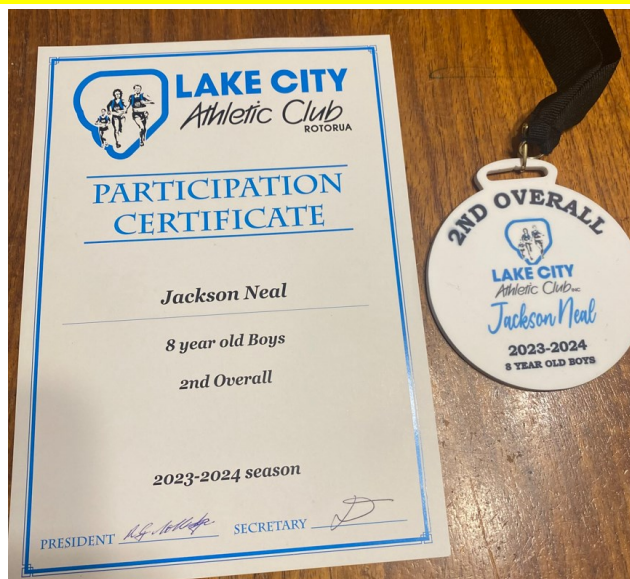 LAKE CITY
Athletic Club
ROTORUA
PARTICIPATION
CERTIFICATE
Jackson Neal
8 year old Boys
2nd Overall
2023-2024 season
PRESIDENT
SECRETARY
2ND OVERALL
LAKE CITY
Athletic Club INC
Jackson Neal
2023-2024
8 YEAR OLD BOYS